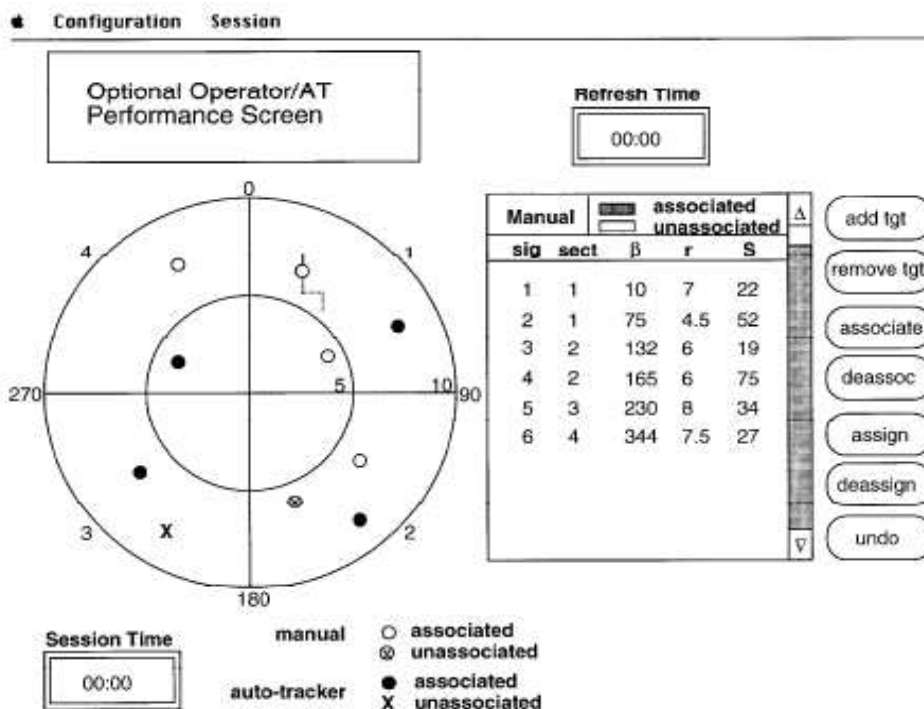 Configuration Session
Optional Operator/AT
Performance Screen
Refresh Time
00:00
0
4
1
270
5
10
90
3
2
180
Manual associated
unassociated
sig sect β r S
1 1 10 7 22
2 1 75 4.5 52
3 2 132 6 19
4 2 165 6 75
5 3 230 8 34
6 4 344 7.5 27
add tgt
remove tgt
associate
deassoc
assign
deassign
undo
Session Time
00:00
manual associated
unassociated
auto-tracker associated
X unassociated
X